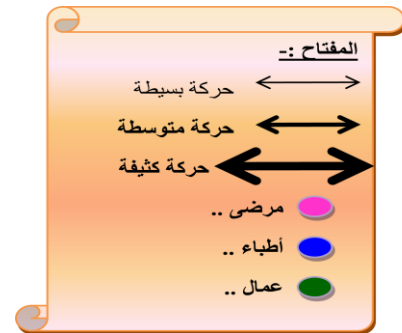 المفتاح :-
حركة بسيطة
حركة متوسطة
حركة كثيفة
مرضى ..
أطباء ..
عمال ..